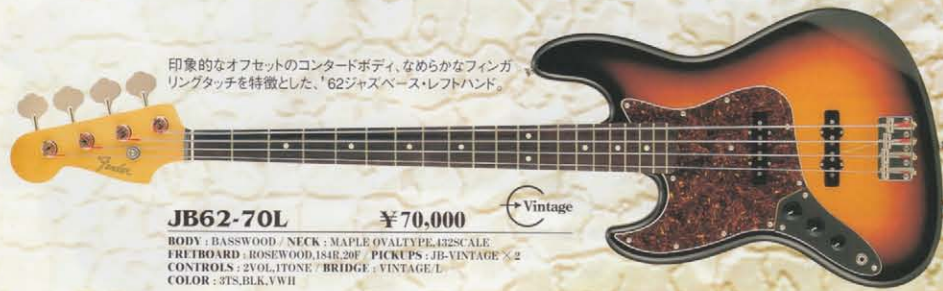 印象的なオフセットのコンタードボディ、なめらかなフィンガ
リングタッチを特徴とした、'62ジャズベース・レフトハンド。
Fender
JB62-70L ¥70,000
Vintage
BODY : BASSWOOD / NECK : MAPLE OVALTYPE,432SCALE
FRETBOARD : ROSEWOOD,184R,20F / PICKUPS : JB-VINTAGE × 2
CONTROLS : 2VOL,1TONE / BRIDGE : VINTAGE/L
COLOR : 3TS,BLK,VWH